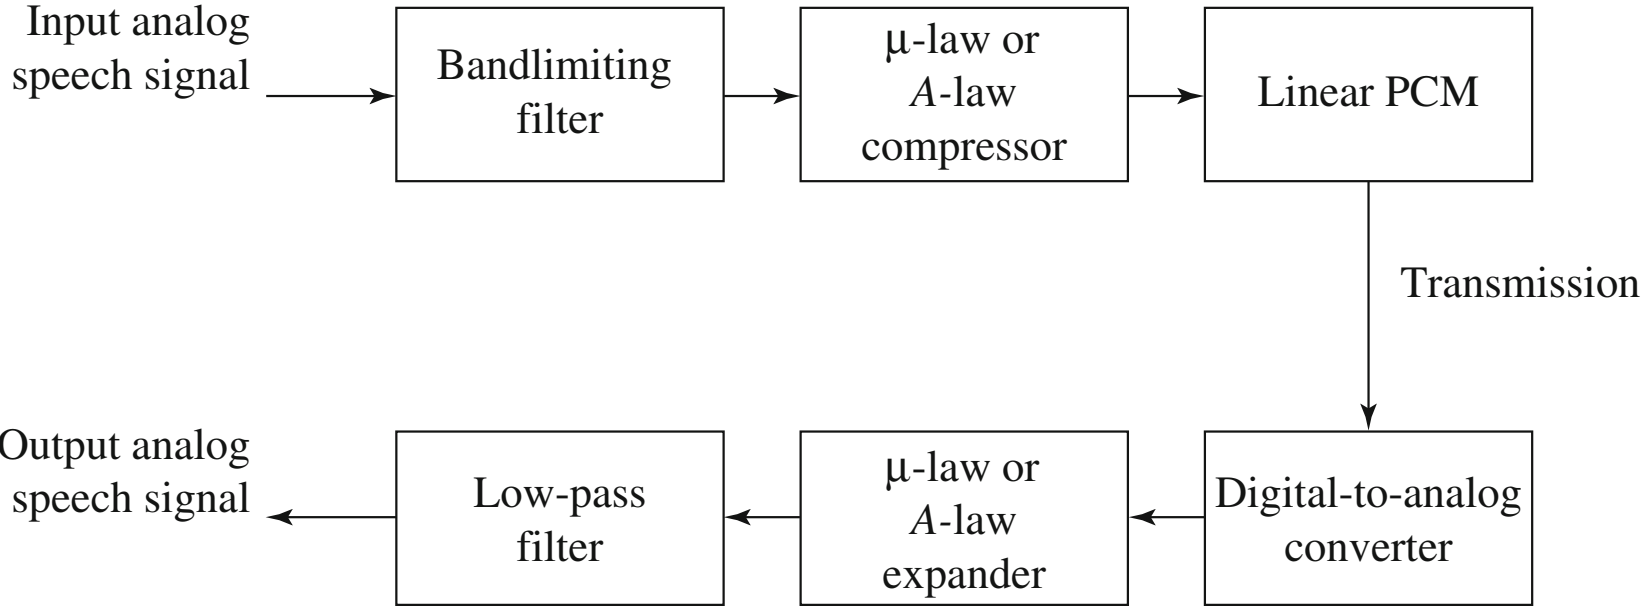 Input analog
speech signal
Bandlimiting
filter
μ-law or
A-law
compressor
Linear PCM
Transmission
Output analog
speech signal
Low-pass
filter
μ-law or
A-law
expander
Digital-to-analog
converter